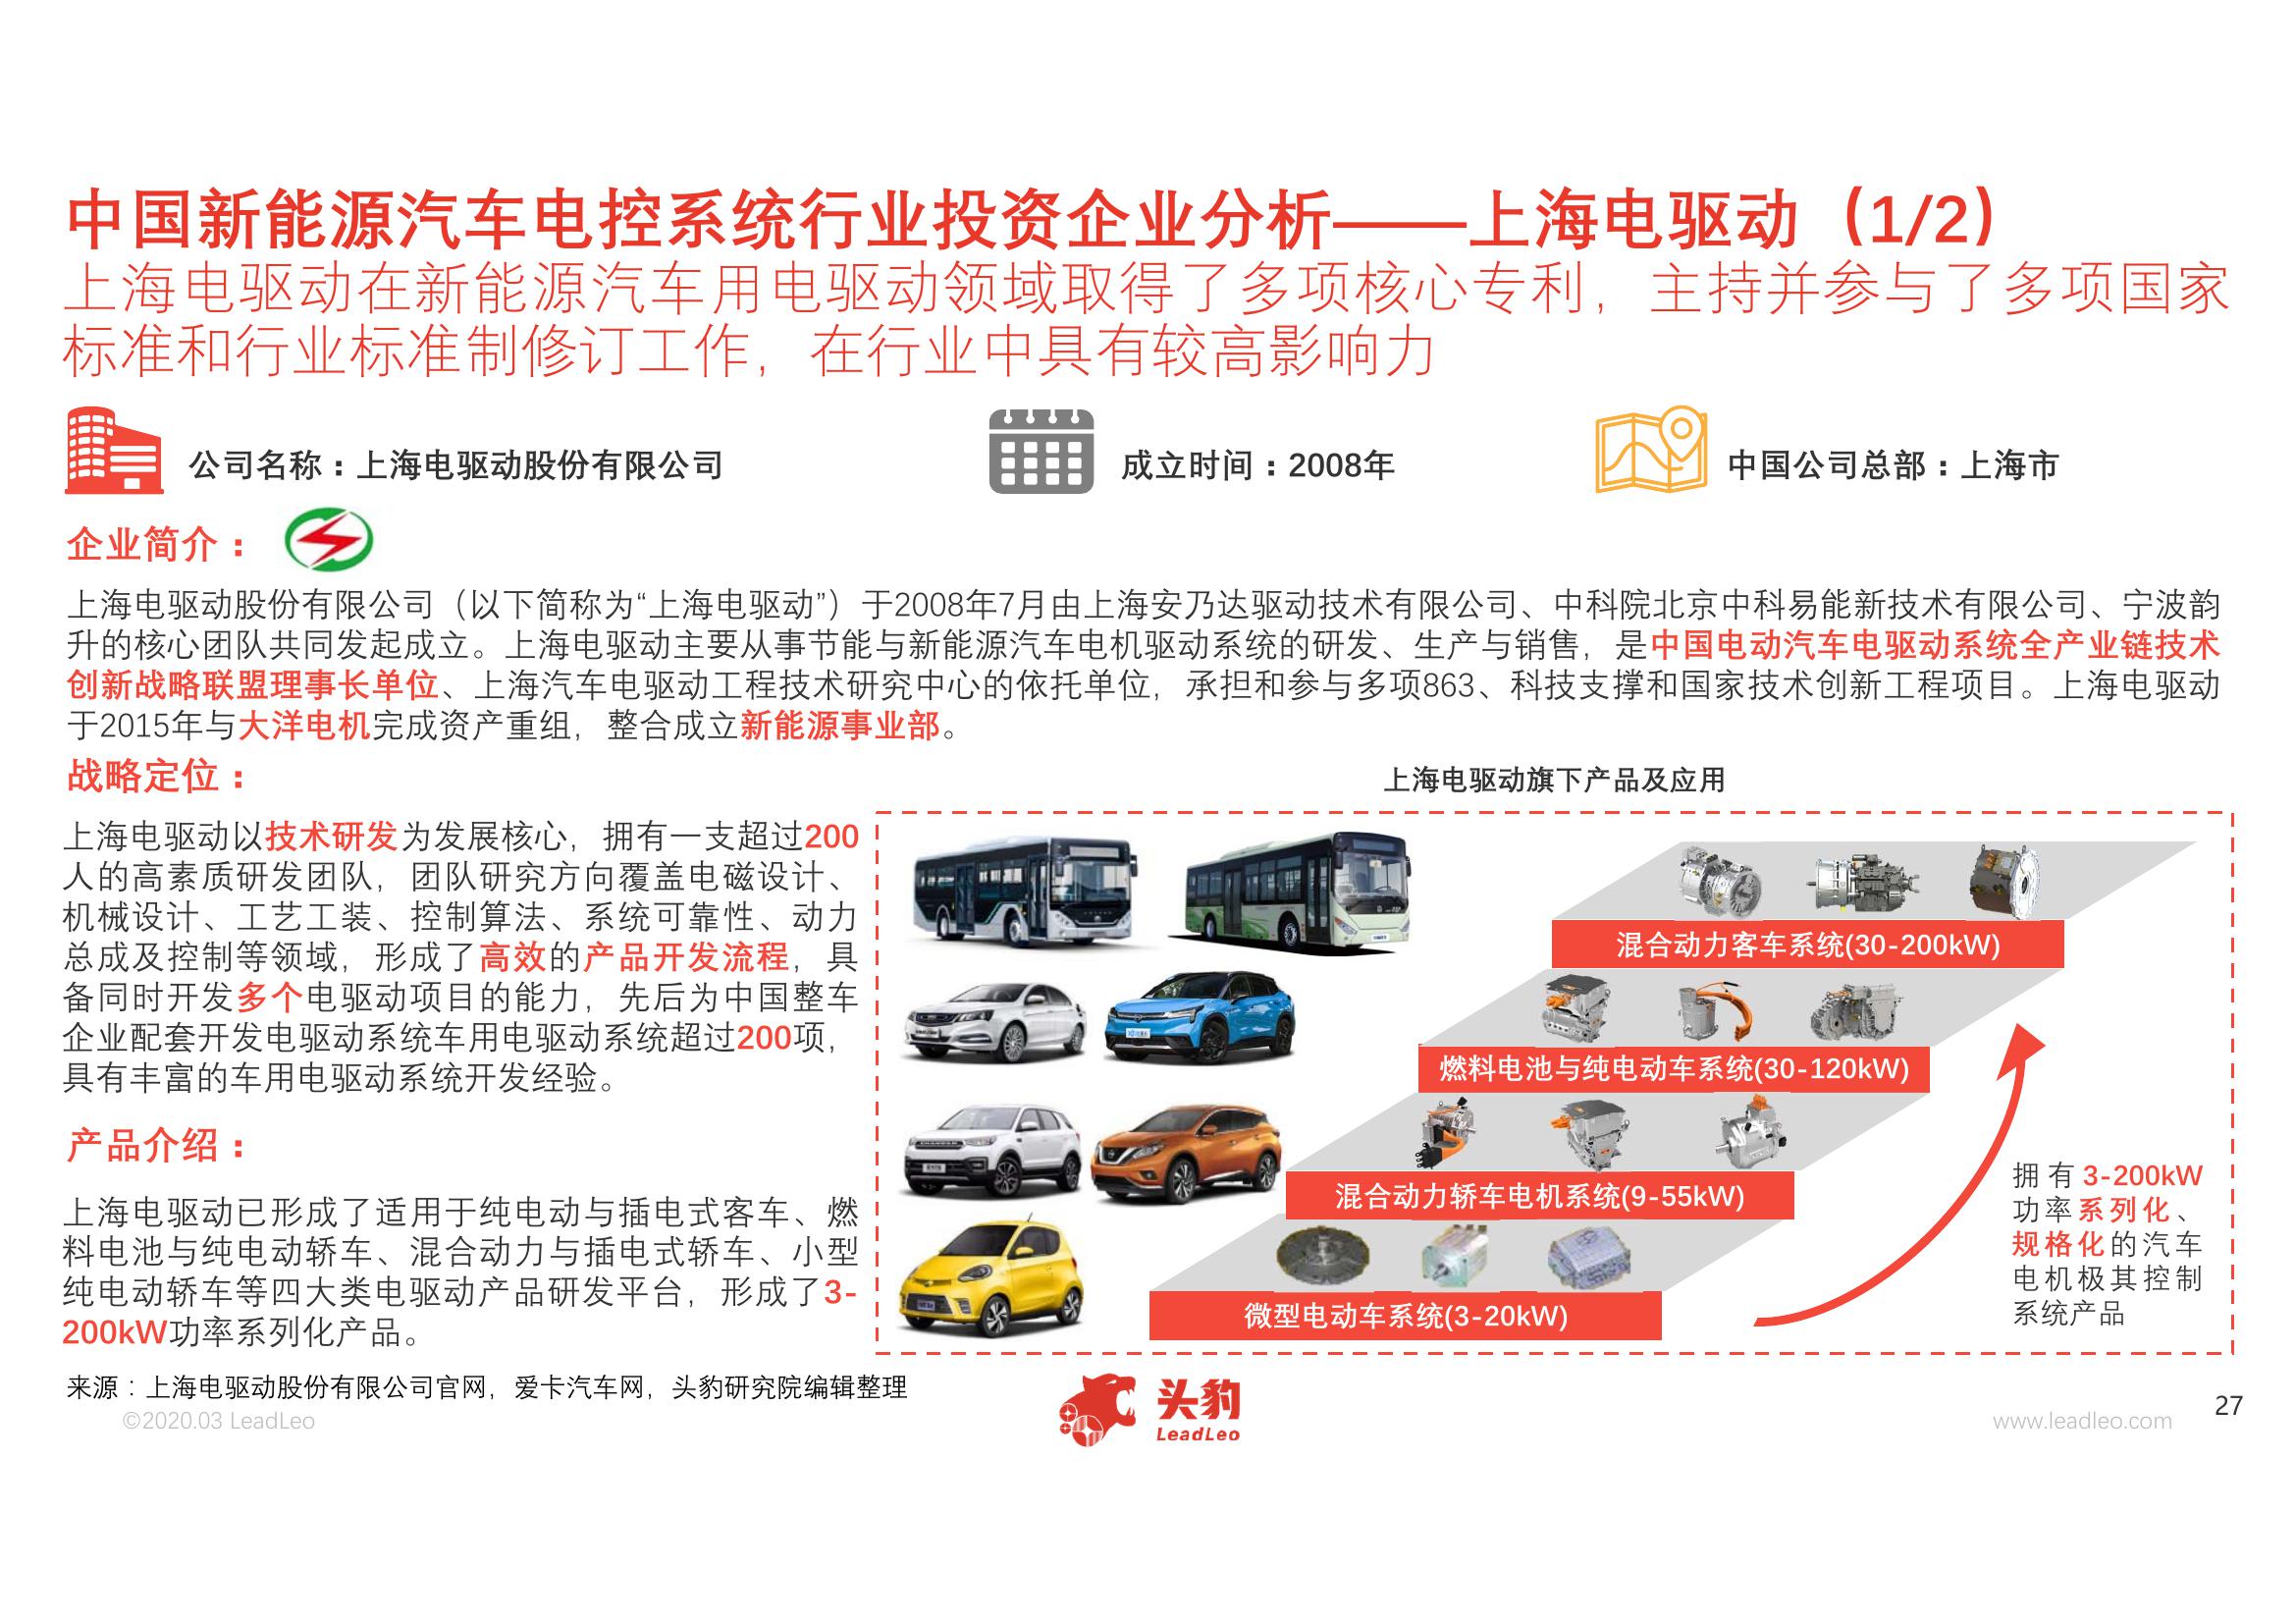 中国新能源汽车电控系统行业投资企业分析——上海电驱动（1/2）
上海电驱动在新能源汽车用电驱动领域取得了多项核心专利，主持并参与了多项国家
标准和行业标准制修订工作，在行业中具有较高影响力
公司名称：上海电驱动股份有限公司
成立时间：2008年
中国公司总部：上海市
企业简介：
上海电驱动股份有限公司（以下简称为“上海电驱动”）于2008年7月由上海安乃达驱动技术有限公司、中科院北京中科易能新技术有限公司、宁波韵
升的核心团队共同发起成立。上海电驱动主要从事节能与新能源汽车电机驱动系统的研发、生产与销售，是中国电动汽车电驱动系统全产业链技术
创新战略联盟理事长单位、上海汽车电驱动工程技术研究中心的依托单位，承担和参与多项863、科技支撑和国家技术创新工程项目。上海电驱动
于2015年与大洋电机完成资产重组，整合成立新能源事业部。
战略定位：
上海电驱动以技术研发为发展核心，拥有一支超过200
人的高素质研发团队，团队研究方向覆盖电磁设计、
机械设计、工艺工装、控制算法、系统可靠性、动力
总成及控制等领域，形成了高效的产品开发流程，具
备同时开发多个电驱动项目的能力，先后为中国整车
企业配套开发电驱动系统车用电驱动系统超过200项，
具有丰富的车用电驱动系统开发经验。
产品介绍：
上海电驱动已形成了适用于纯电动与插电式客车、燃
料电池与纯电动轿车、混合动力与插电式轿车、小型
纯电动轿车等四大类电驱动产品研发平台，形成了3-
200kW功率系列化产品。
上海电驱动旗下产品及应用
混合动力客车系统(30-200kW)
燃料电池与纯电动车系统(30-120kW)
混合动力轿车电机系统(9-55kW)
微型电动车系统(3-20kW)
拥有3-200kW
功率系列化、
规格化的汽车
电机极其控制
系统产品
来源：上海电驱动股份有限公司官网，爱卡汽车网，头豹研究院编辑整理
©2020.03 LeadLeo
头豹
LeadLeo
www.leadleo.com
27